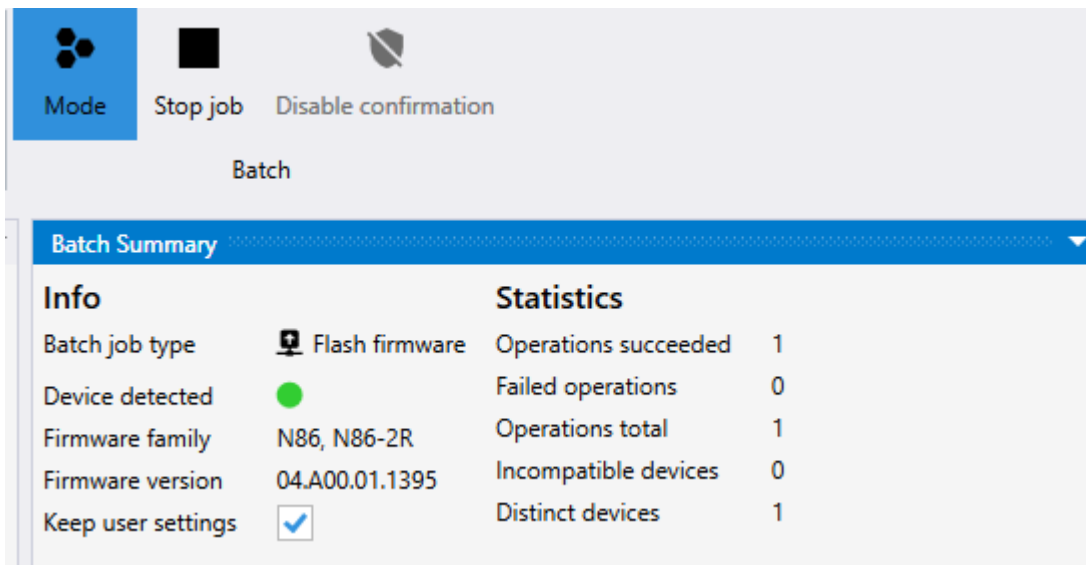 Mode
Stop job
Disable confirmation
Batch
Batch Summary
Info
Batch job type Flash firmware
Device detected
Firmware family N86, N86-2R
Firmware version 04.A00.01.1395
Keep user settings
Statistics
Operations succeeded 1
Failed operations 0
Operations total 1
Incompatible devices 0
Distinct devices 1